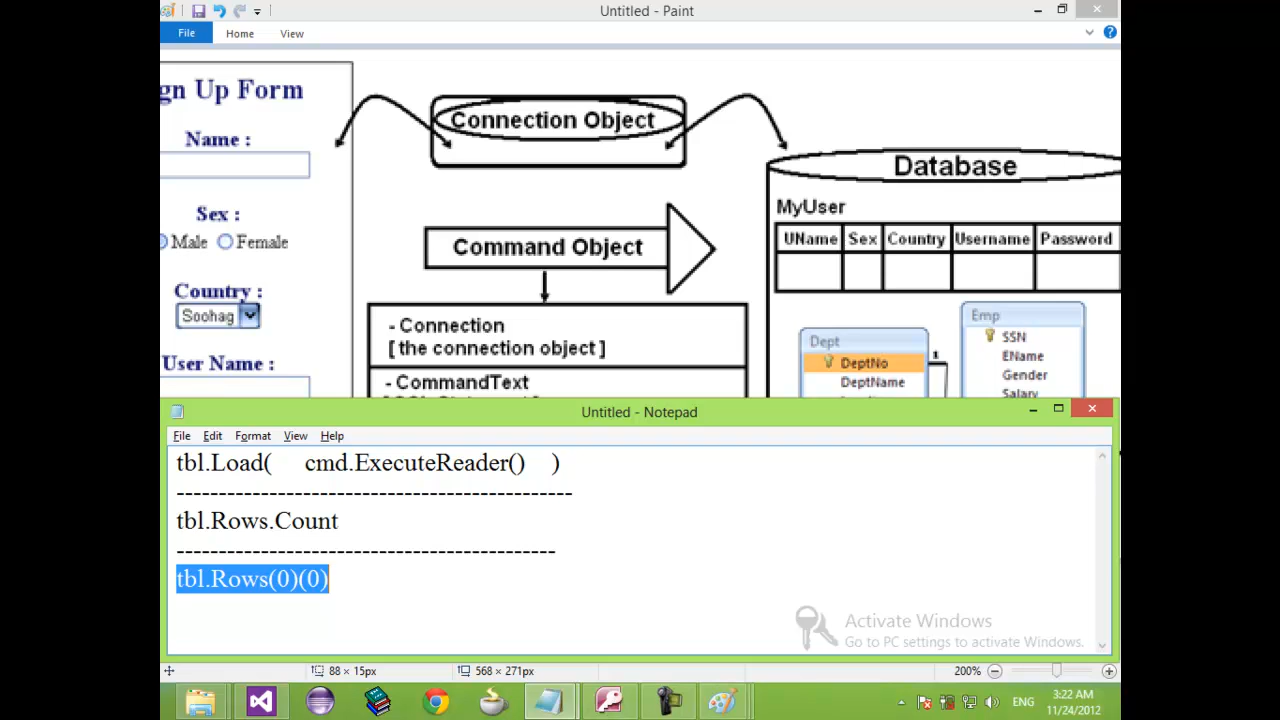 Untitled - Paint
File Home View
gn Up Form
Name :
Sex :
Male Female
Country :
Soohag
User Name :
Connection Object
Command Object
- Connection
[ the connection object ]
- CommandText
Database
MyUser
UName Sex Country Username Password
Dept
DeptNo
DeptName
1
Emp
SSN
EName
Gender
Salary
Untitled - Notepad
File Edit Format View Help
tbl.Load( cmd.ExecuteReader() )
-----------------------------------------------
tbl.Rows.Count
---------------------------------------------
tbl.Rows(0)(0)
Activate Windows
Go to PC settings to activate Windows.
88 × 15px
568 × 271px
200%
ENG
3:22 AM
11/24/2012